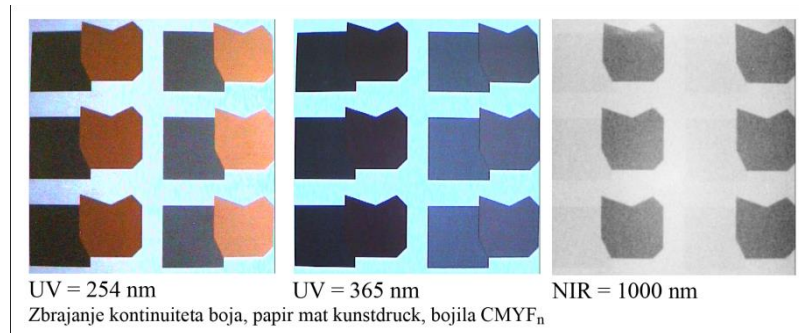 UV = 254 nm
UV = 365 nm
NIR = 1000 nm
Zbrajanje kontinuiteta boja, papir mat kunstdruck, bojila CMYFn